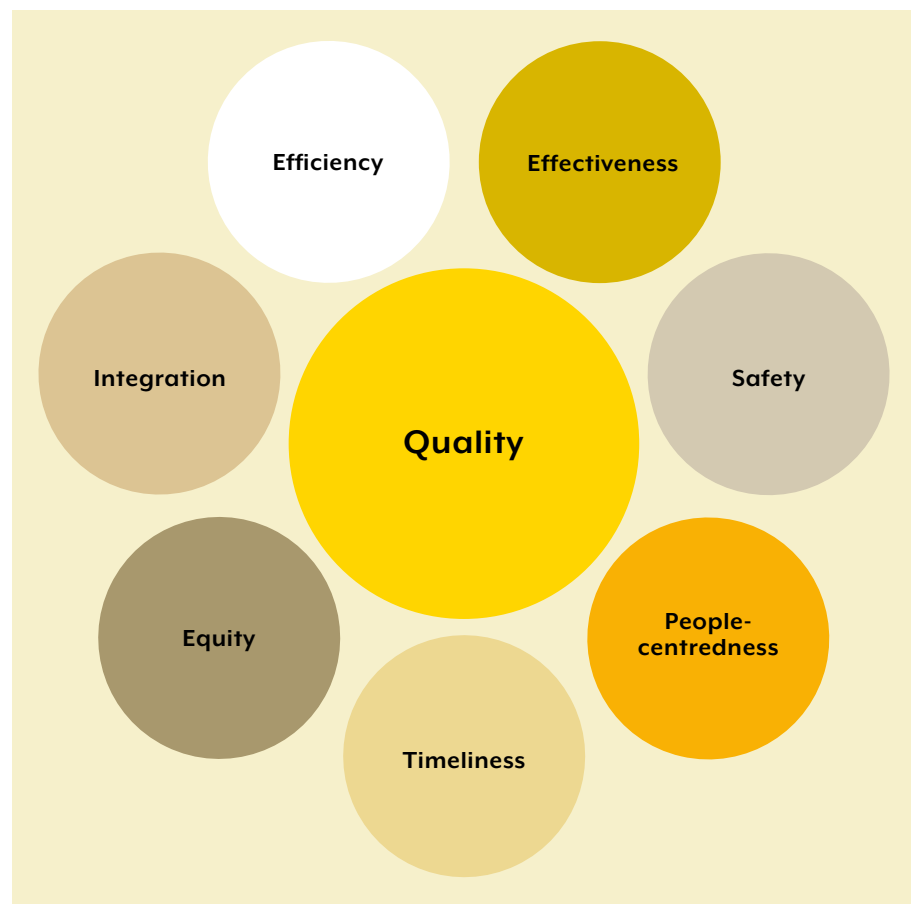 Efficiency
Effectiveness
Integration
Safety
Quality
Equity
People-
centredness
Timeliness